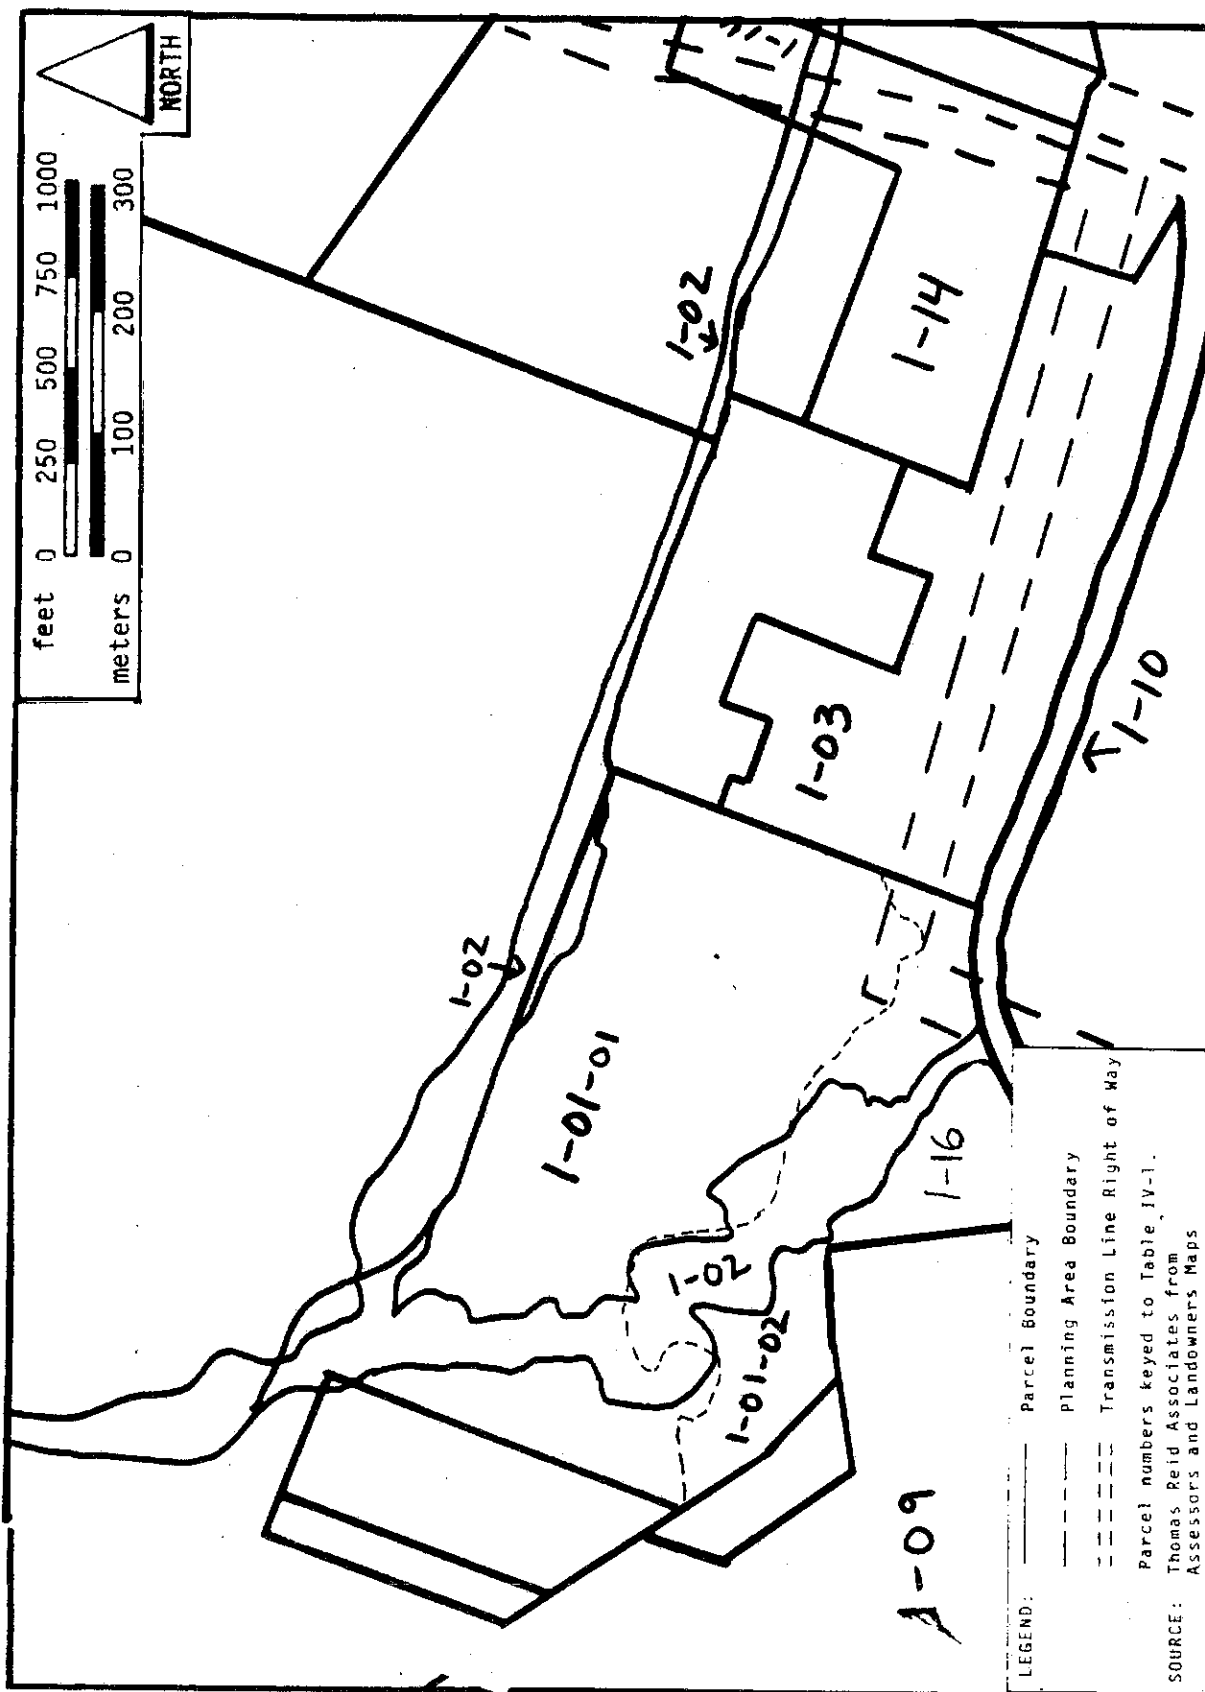 feet 0 250 500 750 1000
meters 0 100 200 300
NORTH
1-02
1-02
1-14
1-01-01
1-03
1-02
1-10
1-01-02
1-16
1-09
LEGEND:
Parcel Boundary
Planning Area Boundary
Transmission Line Right of Way
Parcel numbers keyed to Table IV-1.
SOURCE: Thomas Reid Associates from
Assessors and Landowners Maps